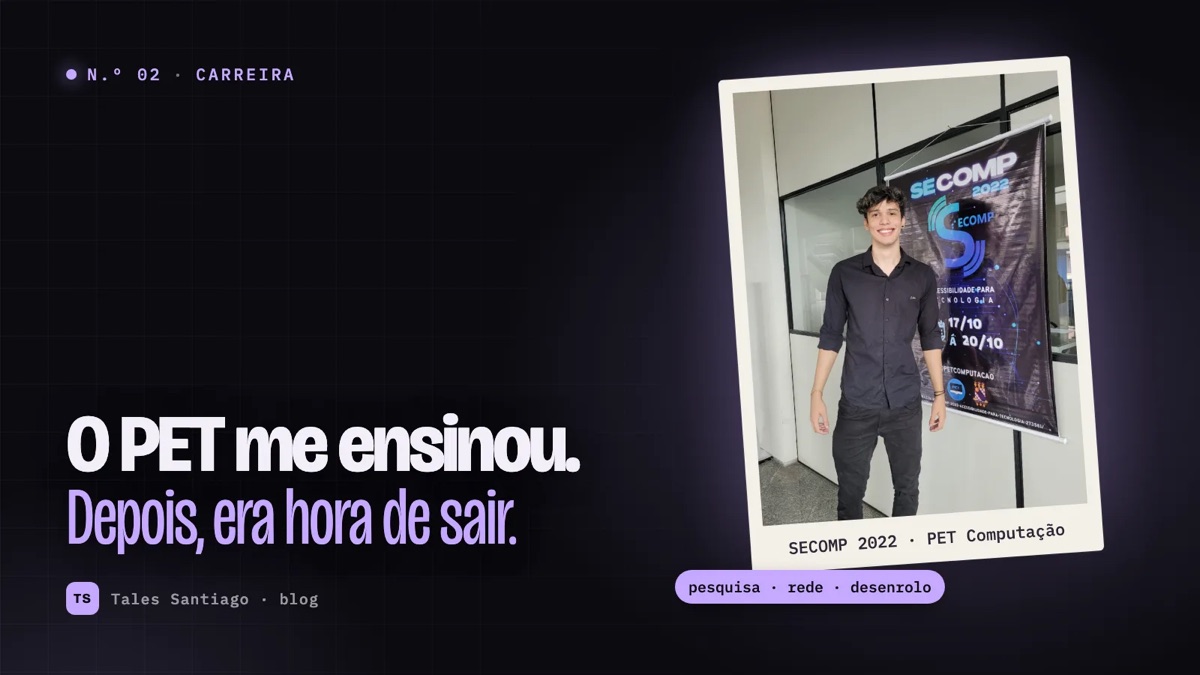 N.º 02 · CARREIRA
O PET me ensinou.
Depois, era hora de sair.
TS Tales Santiago · blog
SECOMP
2022
S
ECOMP
17/10
Â 20/10
SECOMP 2022 · PET Computação
pesquisa · rede · desenrolo